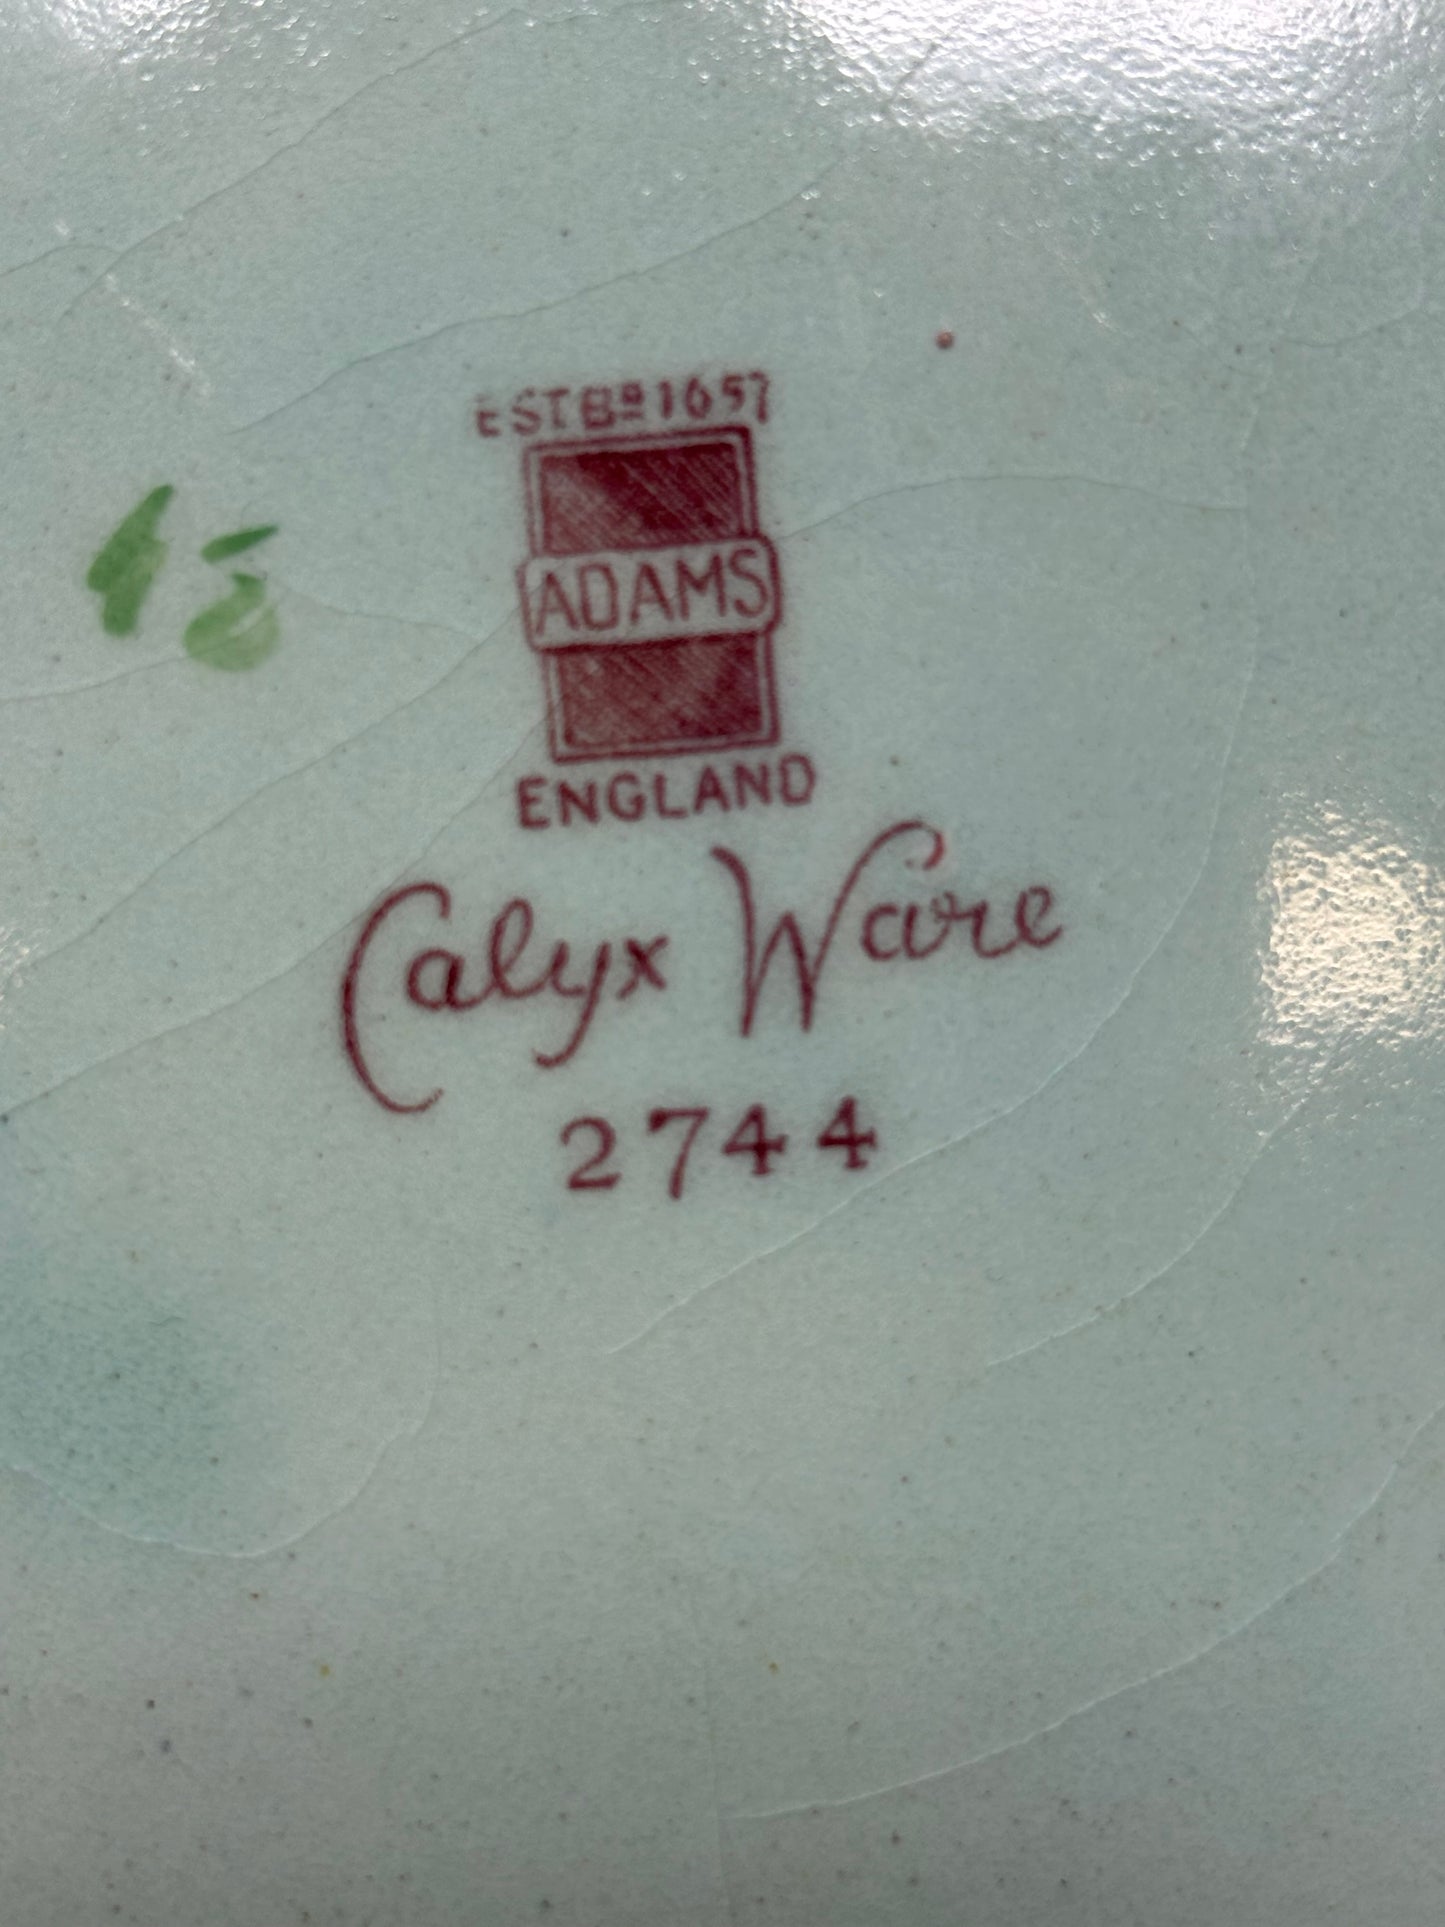 ESTBD 1657
ADAMS
ENGLAND
Calyx Ware
2744